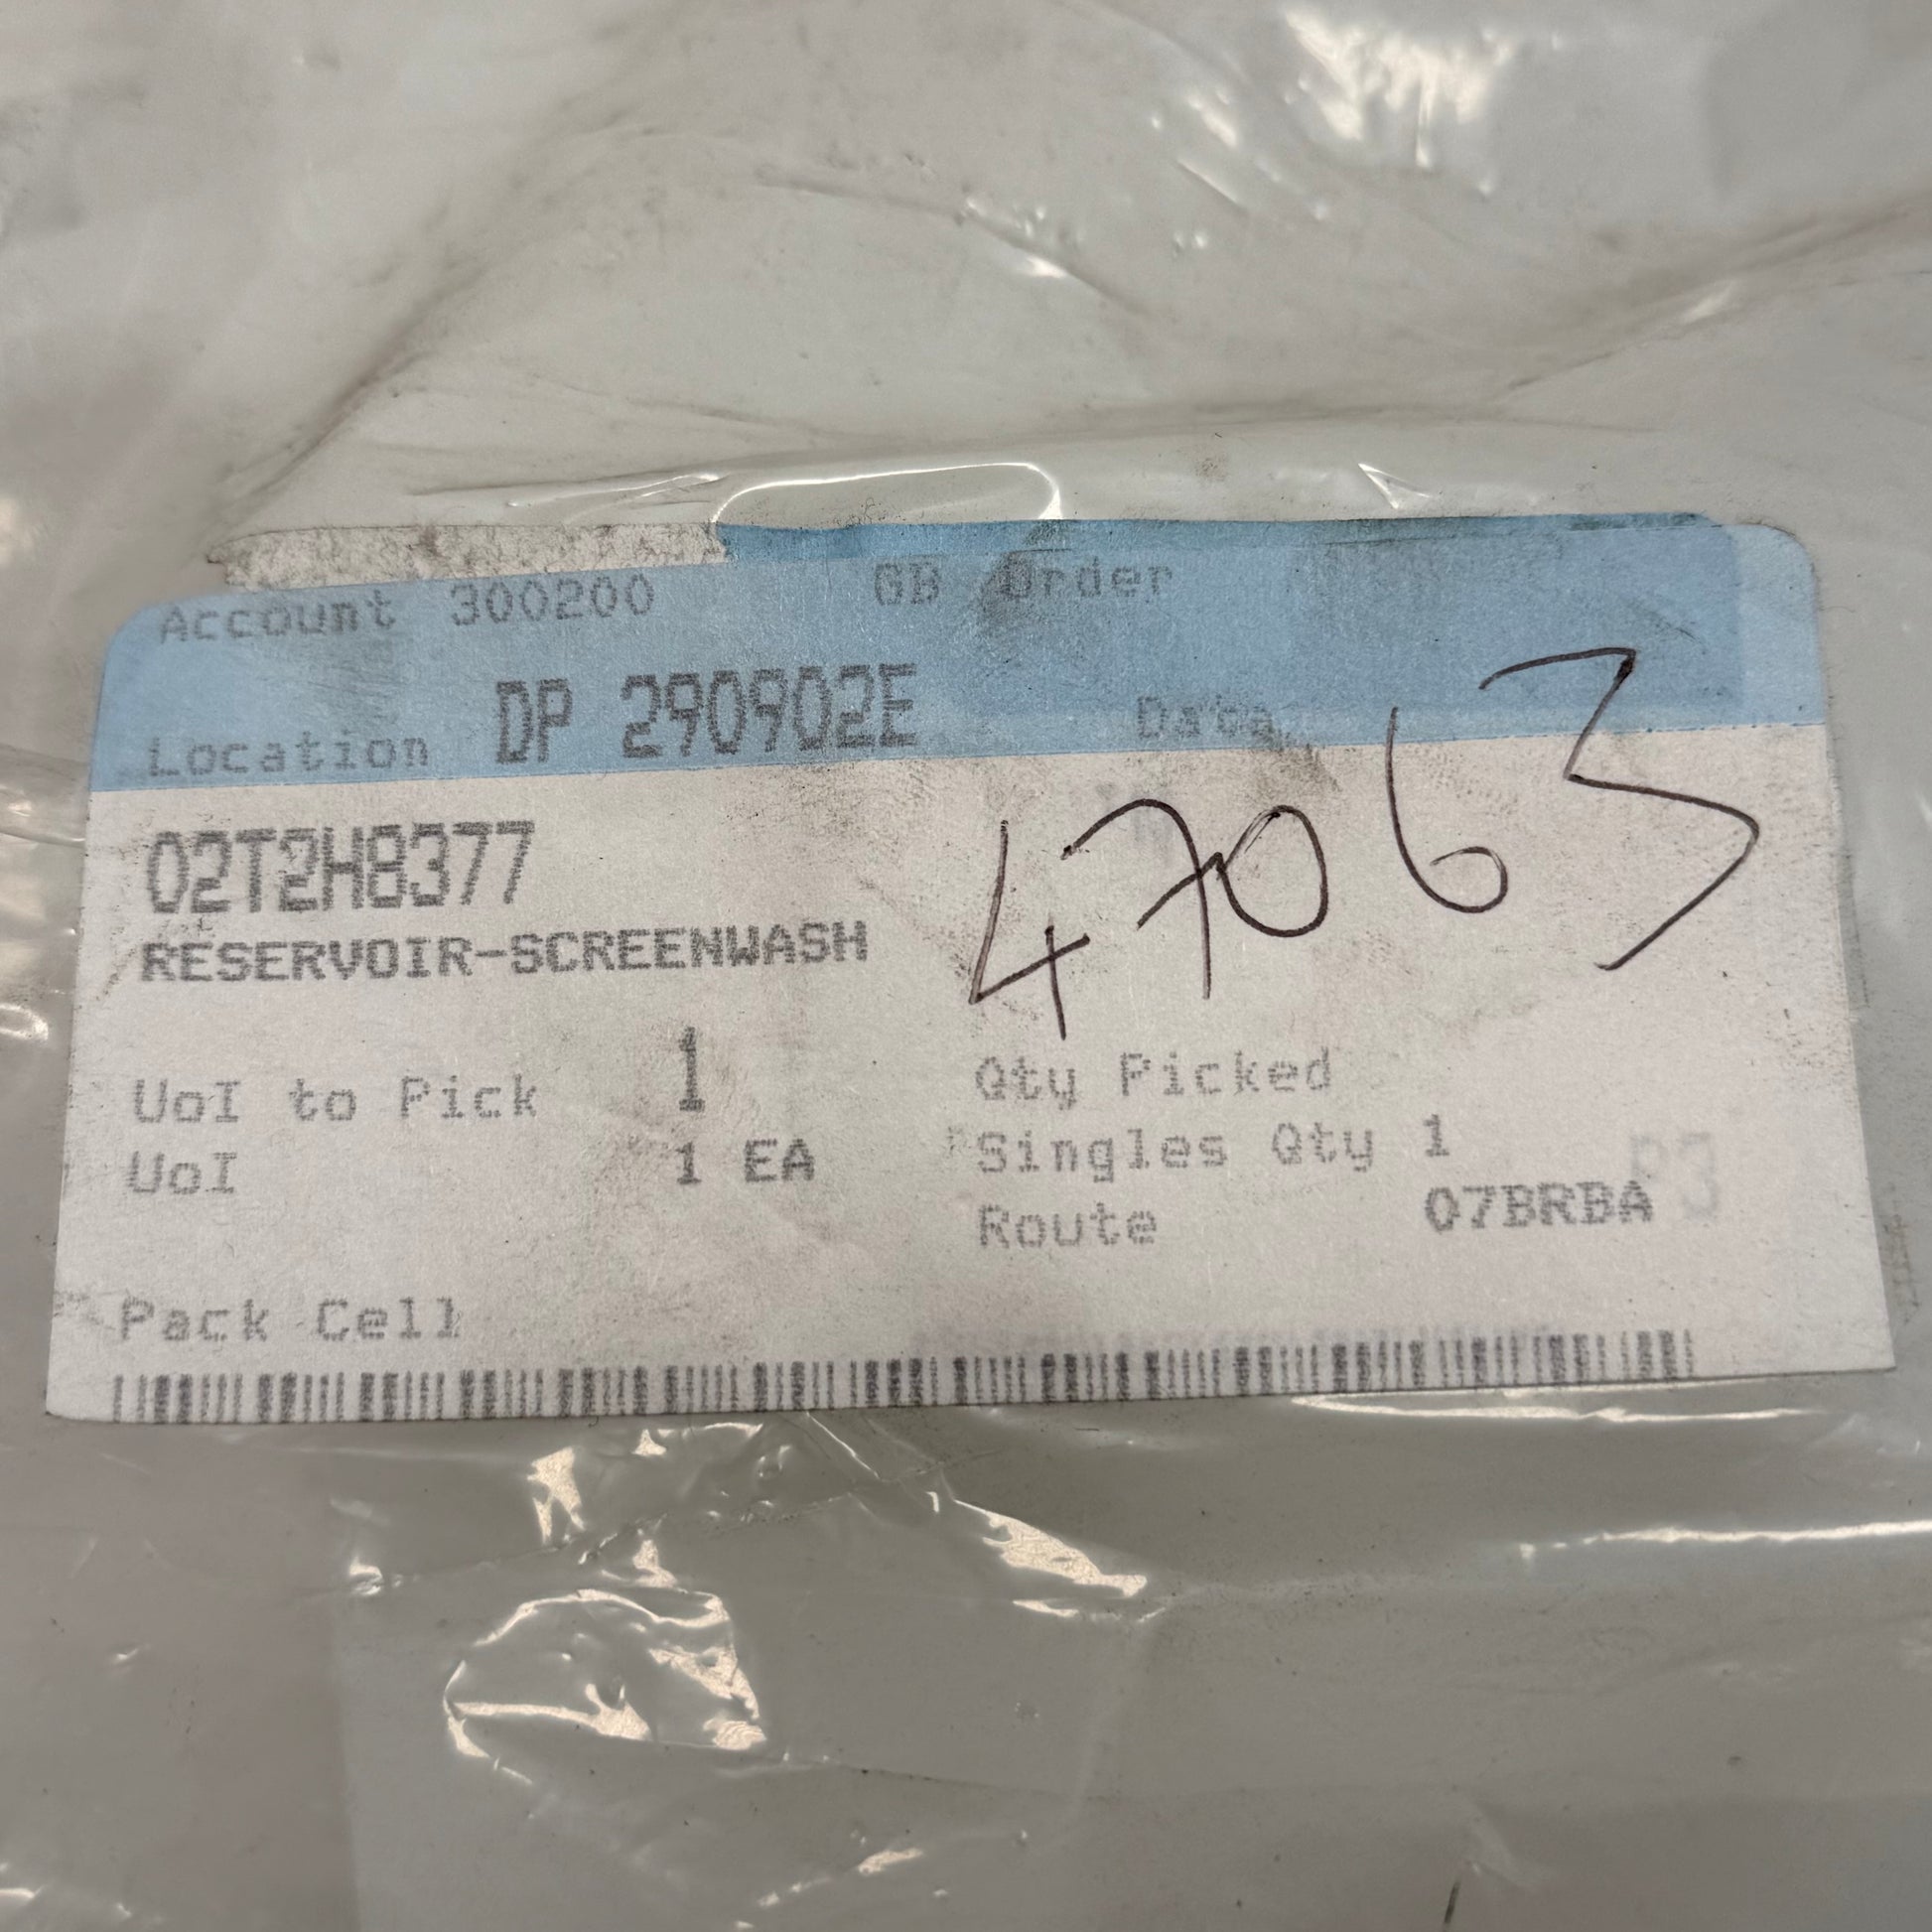 Account 300200 GB Order
Location DP 290902E Date
02T2H8377
47063
RESERVOIR-SCREENWASH
UoI to Pick 1 Qty Picked
UoI 1 EA Singles Qty 1
Route 07BRBA
Pack Cell